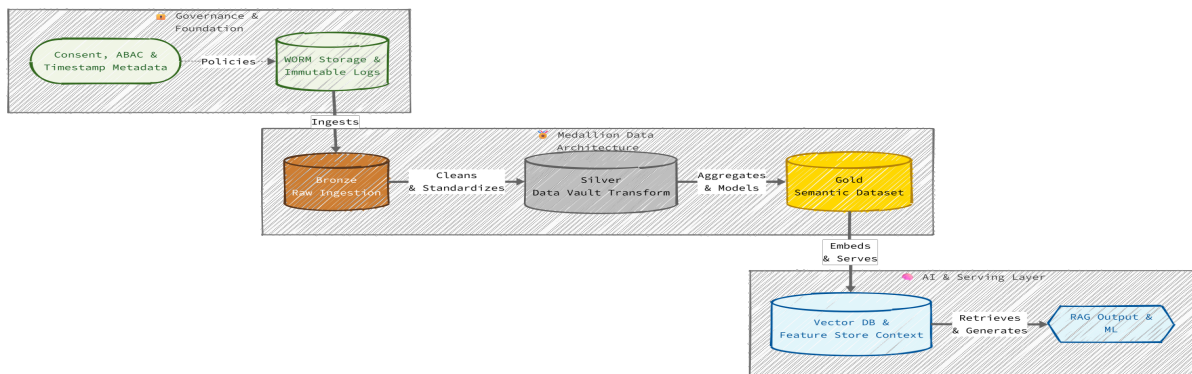 🔒 Governance &
Foundation
Consent, ABAC &
Timestamp Metadata
Policies
WORM Storage &
Immutable Logs
Ingests
🏅 Medallion Data
Architecture
Bronze
Raw Ingestion
Cleans
& Standardizes
Silver
Data Vault Transform
Aggregates
& Models
Gold
Semantic Dataset
Embeds
& Serves
🧠 AI & Serving Layer
Vector DB &
Feature Store Context
Retrieves
& Generates
RAG Output &
ML